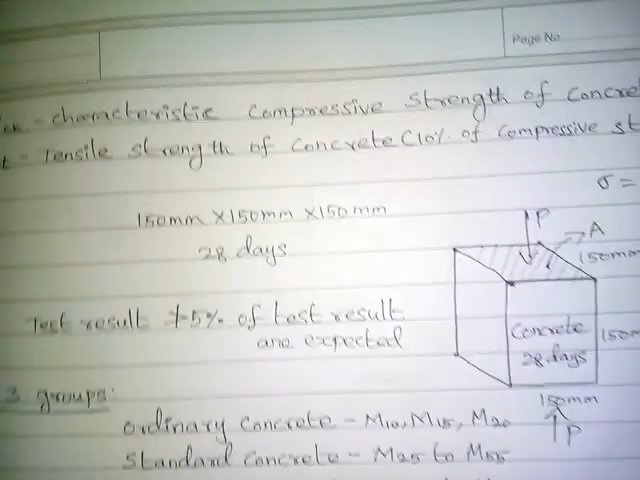 Page No
ck - characteristic compressive strength of concre
t - Tensile strength of concrete (10% of compressive st
σ =
150mm × 150mm × 150mm
28 days
P
A
150mm
Test result ≯ 5% of test result
are expected
Concrete
28 days
150m
150mm
P
3 groups:
Ordinary concrete - M10, M15, M20
Standard concrete - M25 to M55